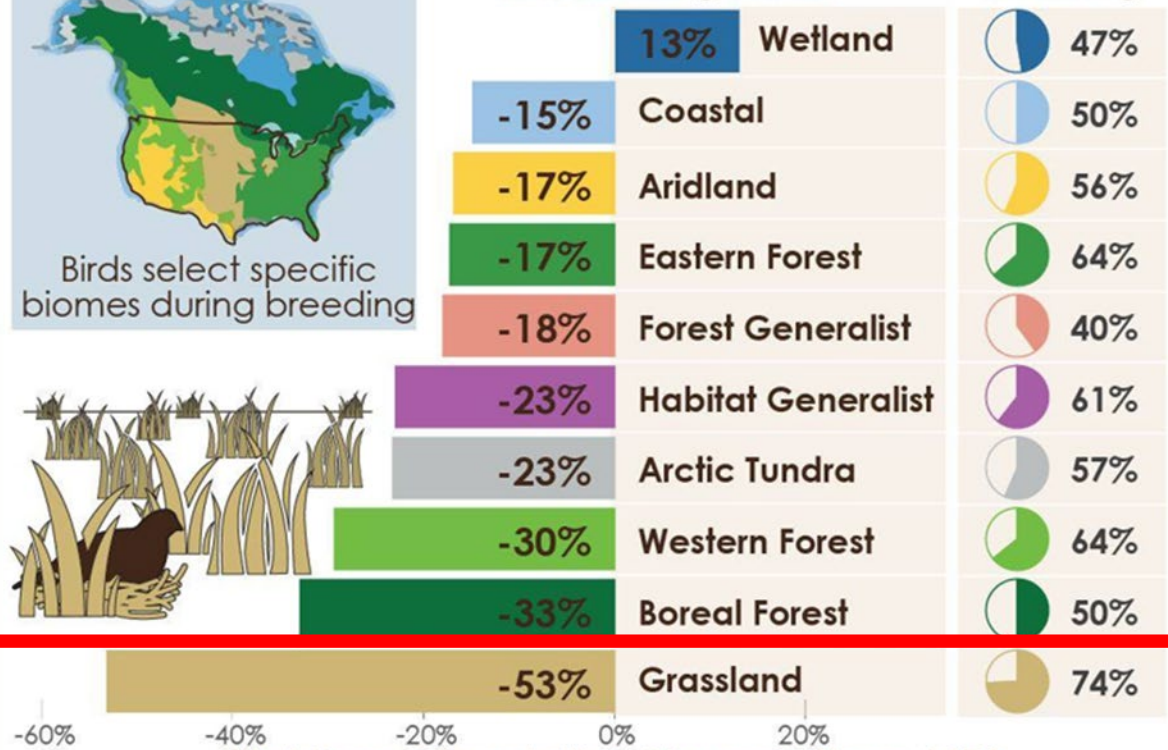 13% Wetland 47%
-15% Coastal 50%
-17% Aridland 56%
-17% Eastern Forest 64%
Birds select specific
biomes during breeding
-18% Forest Generalist 40%
-23% Habitat Generalist 61%
-23% Arctic Tundra 57%
-30% Western Forest 64%
-33% Boreal Forest 50%
-53% Grassland 74%
-60% -40% -20% 0% 20%